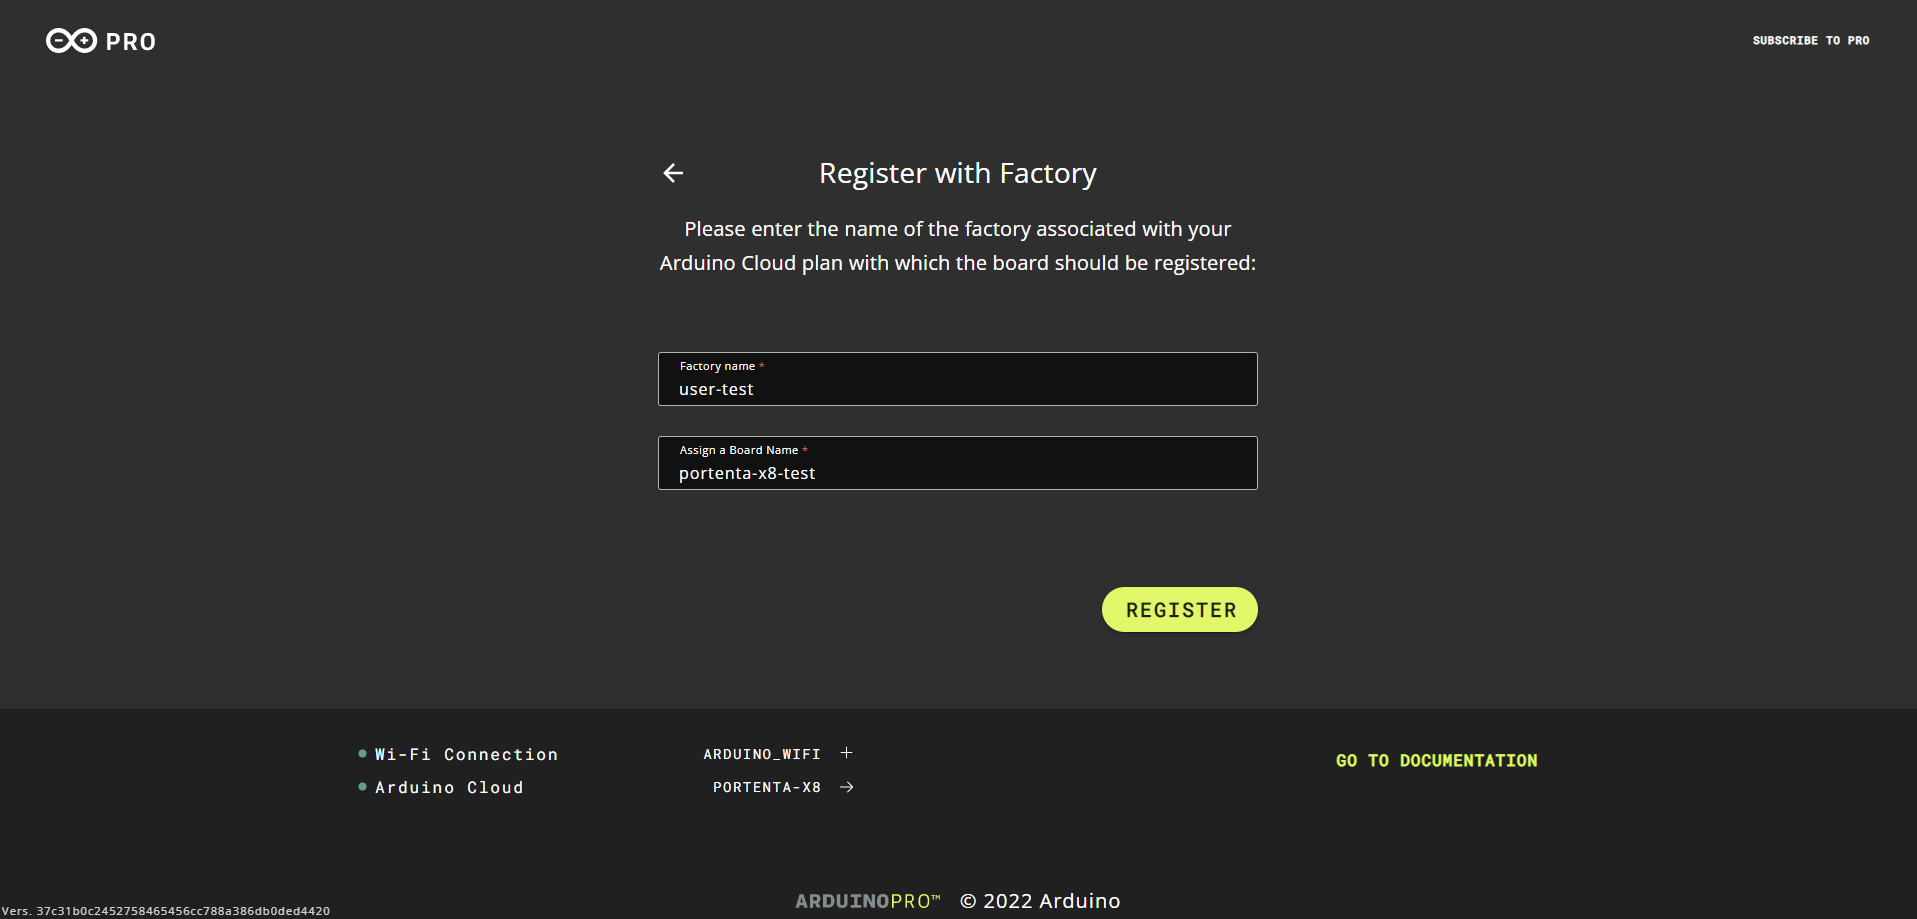 PRO
SUBSCRIBE TO PRO
Register with Factory
Please enter the name of the factory associated with your
Arduino Cloud plan with which the board should be registered:
Factory name *
user-test
Assign a Board Name *
portenta-x8-test
REGISTER
Wi-Fi Connection
ARDUINO_WIFI
Arduino Cloud
PORTENTA-X8
GO TO DOCUMENTATION
ARDUINOPRO™ © 2022 Arduino
Vers. 37c31b0c2452758465456cc788a386db0ded4420